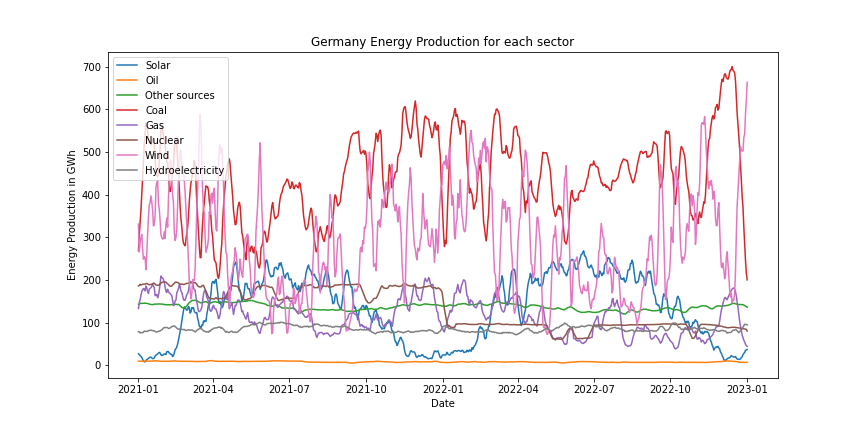 Germany Energy Production for each sector
Energy Production in GWh
700
600
500
400
300
200
100
0
Solar
Oil
Other sources
Coal
Gas
Nuclear
Wind
Hydroelectricity
2021-01 2021-04 2021-07 2021-10 2022-01 2022-04 2022-07 2022-10 2023-01
Date